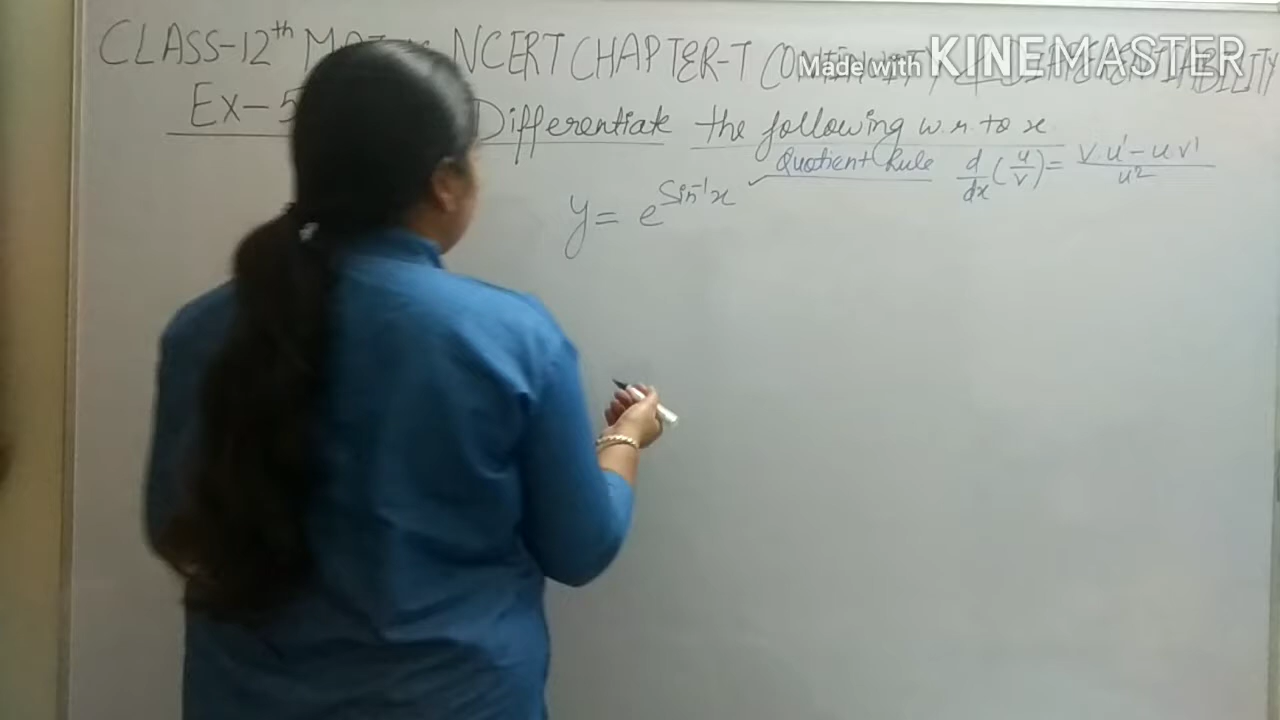 CLASS-12th NCERT CHAPTER-T
Made with KINEMASTER
Ex-5 Differentiate the following w.r. to x
Quotient Rule d/dx(u/v) = v.u' - u v' / u²
y = e^Sin⁻¹x